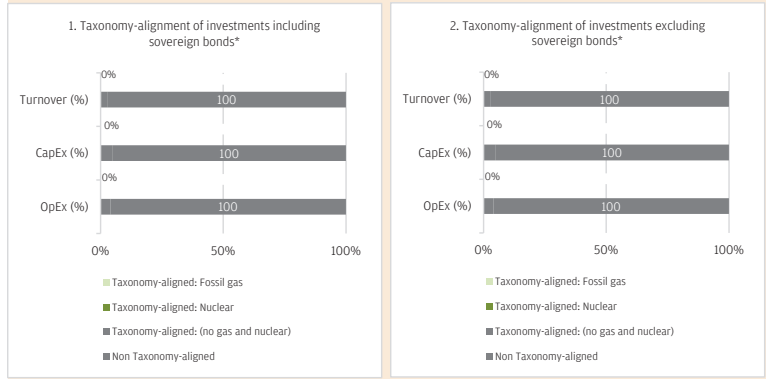 1. Taxonomy-alignment of investments including
sovereign bonds*
0%
Turnover (%)
100
0%
CapEx (%)
100
0%
OpEx (%)
100
0%
50%
100%
Taxonomy-aligned: Fossil gas
Taxonomy-aligned: Nuclear
Taxonomy-aligned: (no gas and nuclear)
Non Taxonomy-aligned
2. Taxonomy-alignment of investments excluding
sovereign bonds*
0%
Turnover (%)
100
0%
CapEx (%)
100
0%
OpEx (%)
100
0%
50%
100%
Taxonomy-aligned: Fossil gas
Taxonomy-aligned: Nuclear
Taxonomy-aligned: (no gas and nuclear)
Non Taxonomy-aligned